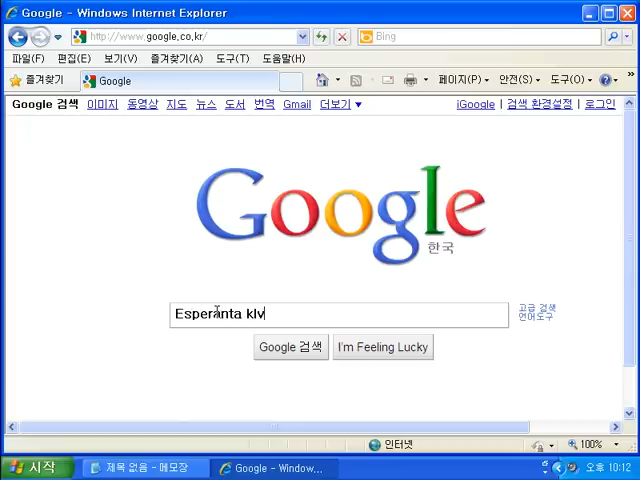 Google - Windows Internet Explorer
http://www.google.co.kr/
Bing
파일(F) 편집(E) 보기(V) 즐겨찾기(A) 도구(T) 도움말(H)
즐겨찾기 Google 페이지(P) 안전(S) 도구(O)
Google 검색 이미지 동영상 지도 뉴스 도서 번역 Gmail 더보기 iGoogle | 검색 환경설정 | 로그인
Google
한국
Esperanta klv
고급 검색
언어도구
Google 검색 I'm Feeling Lucky
인터넷 100%
시작 제목 없음 - 메모장 Google - Window... 오후 10:12